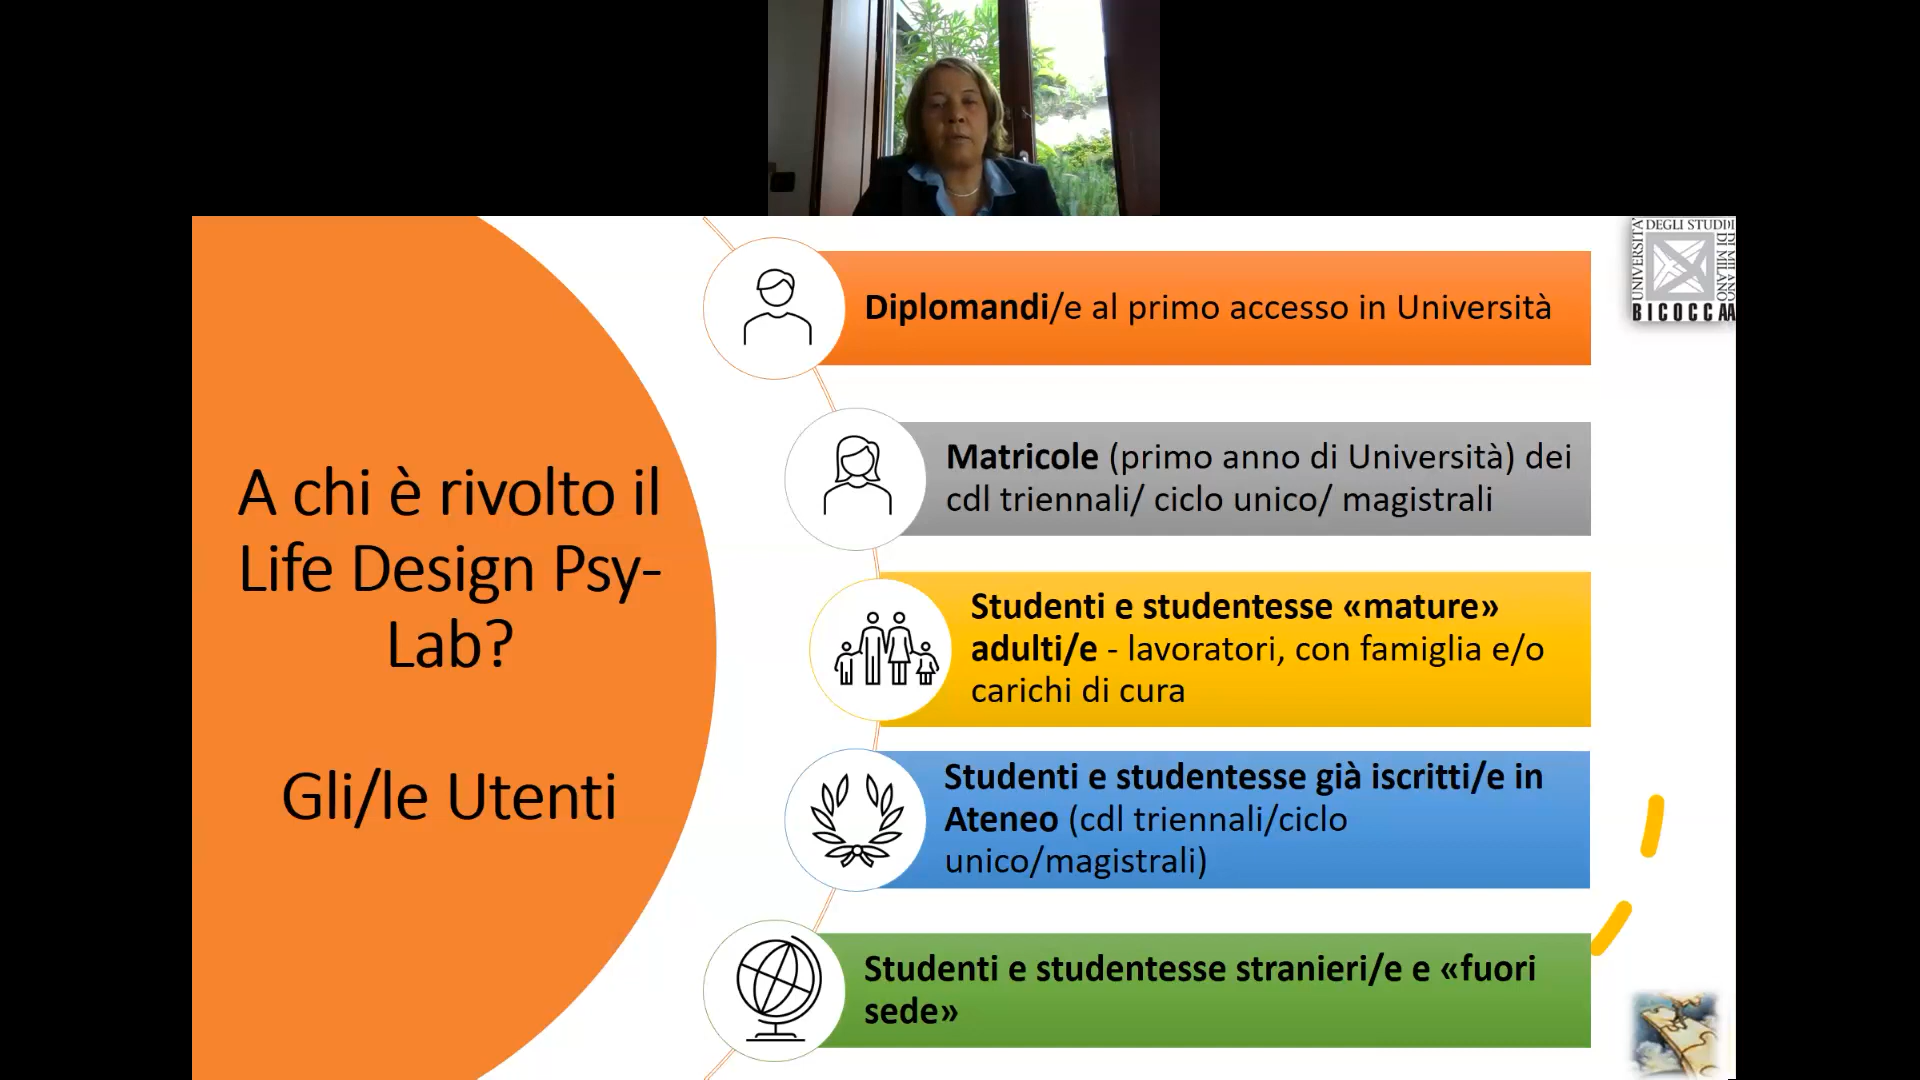 A chi è rivolto il
Life Design Psy-
Lab?
Gli/le Utenti
Diplomandi/e al primo accesso in Università
Matricole (primo anno di Università) dei
cdl triennali/ ciclo unico/ magistrali
Studenti e studentesse «mature»
adulti/e - lavoratori, con famiglia e/o
carichi di cura
Studenti e studentesse già iscritti/e in
Ateneo (cdl triennali/ciclo
unico/magistrali)
Studenti e studentesse stranieri/e e «fuori
sede»
UNIVERSITÀ
DEGLI STUDI
DI MILANO
BICOCCA